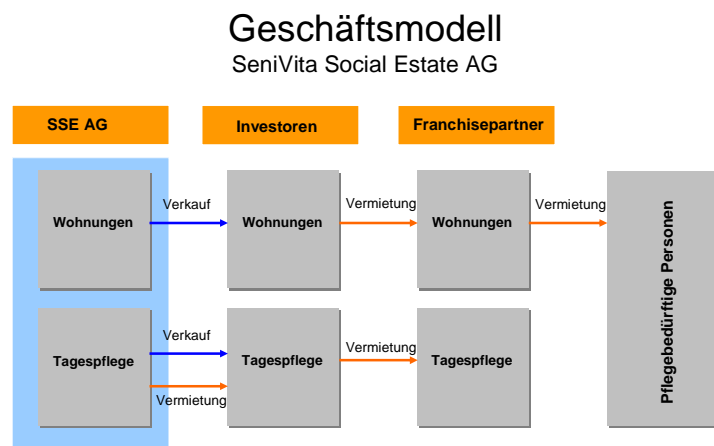 Geschäftsmodell
SeniVita Social Estate AG
SSE AG
Investoren
Franchisepartner
Wohnungen
Verkauf
Wohnungen
Vermietung
Wohnungen
Vermietung
Pflegebedürftige Personen
Tagespflege
Verkauf
Vermietung
Tagespflege
Vermietung
Tagespflege